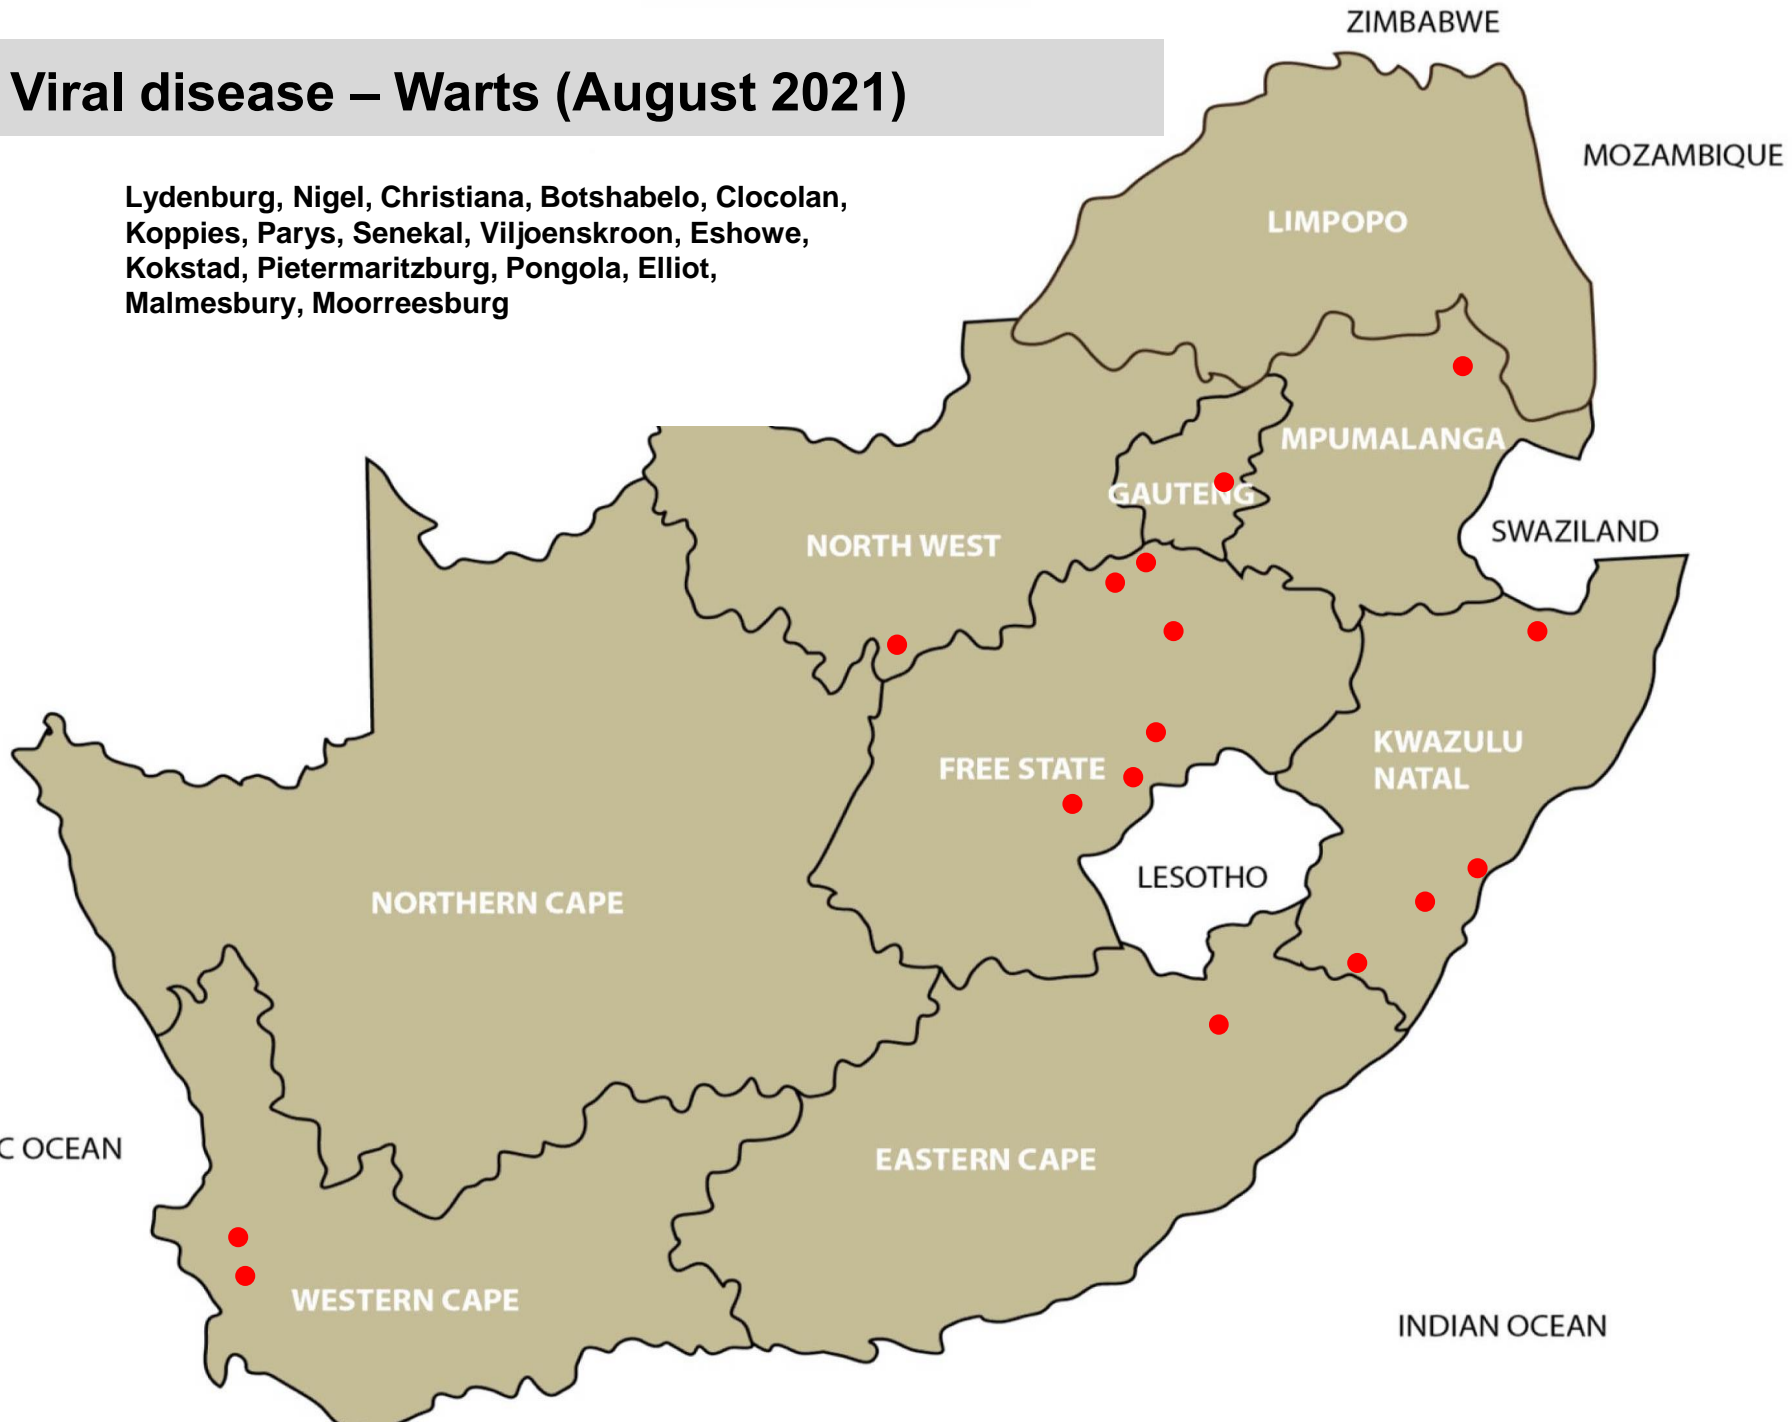 ZIMBABWE
Viral disease – Warts (August 2021)
MOZAMBIQUE
Lydenburg, Nigel, Christiana, Botshabelo, Clocolan,
Koppies, Parys, Senekal, Viljoenskroon, Eshowe,
Kokstad, Pietermaritzburg, Pongola, Elliot,
Malmesbury, Moorreesburg
LIMPOPO
MPUMALANGA
GAUTENG
SWAZILAND
NORTH WEST
KWAZULU
NATAL
FREE STATE
LESOTHO
NORTHERN CAPE
C OCEAN
EASTERN CAPE
WESTERN CAPE
INDIAN OCEAN